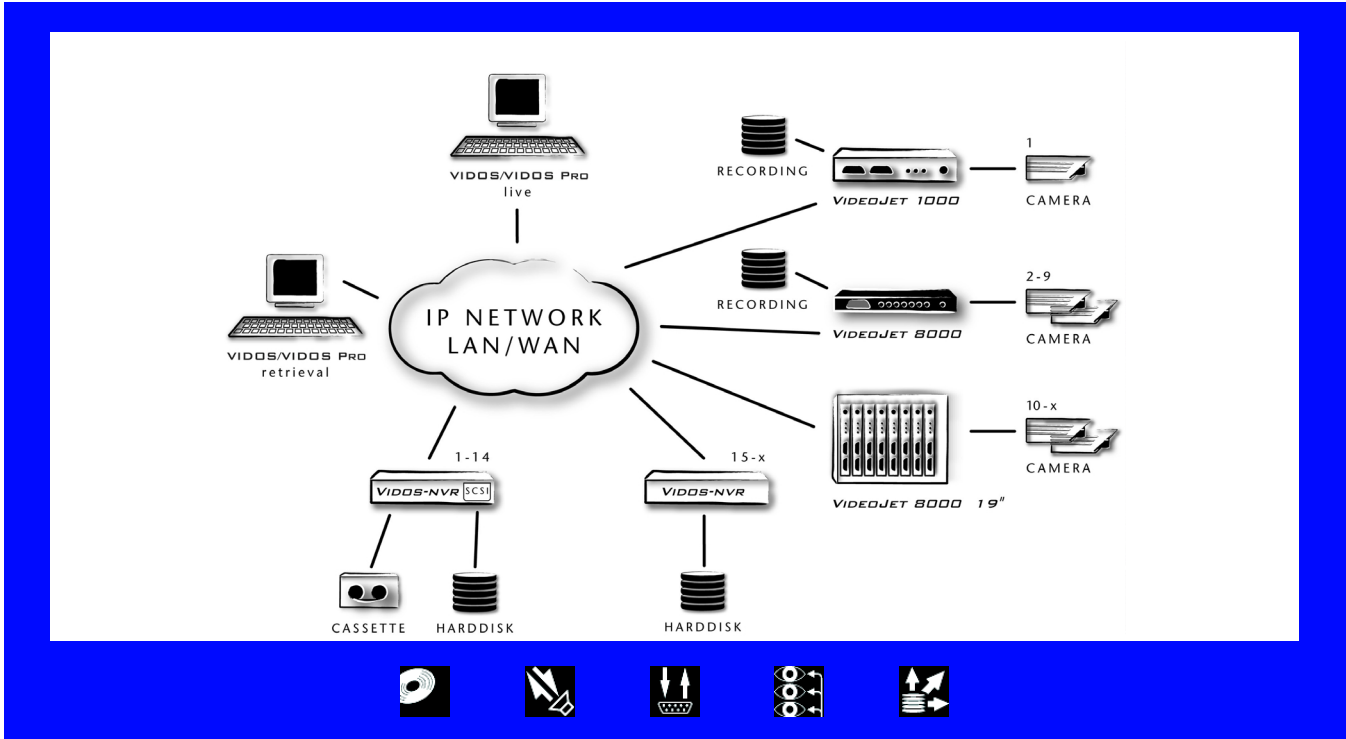 VIDOS/VIDOS PRO
live
RECORDING
VIDEOJET 1000
1
CAMERA
VIDOS/VIDOS PRO
retrieval
IP NETWORK
LAN/WAN
RECORDING
VIDEOJET 8000
2-9
CAMERA
10-x
CAMERA
VIDEOJET 8000 19"
1-14
VIDOS-NVR SCSI
15-x
VIDOS-NVR
CASSETTE
HARDDISK
HARDDISK